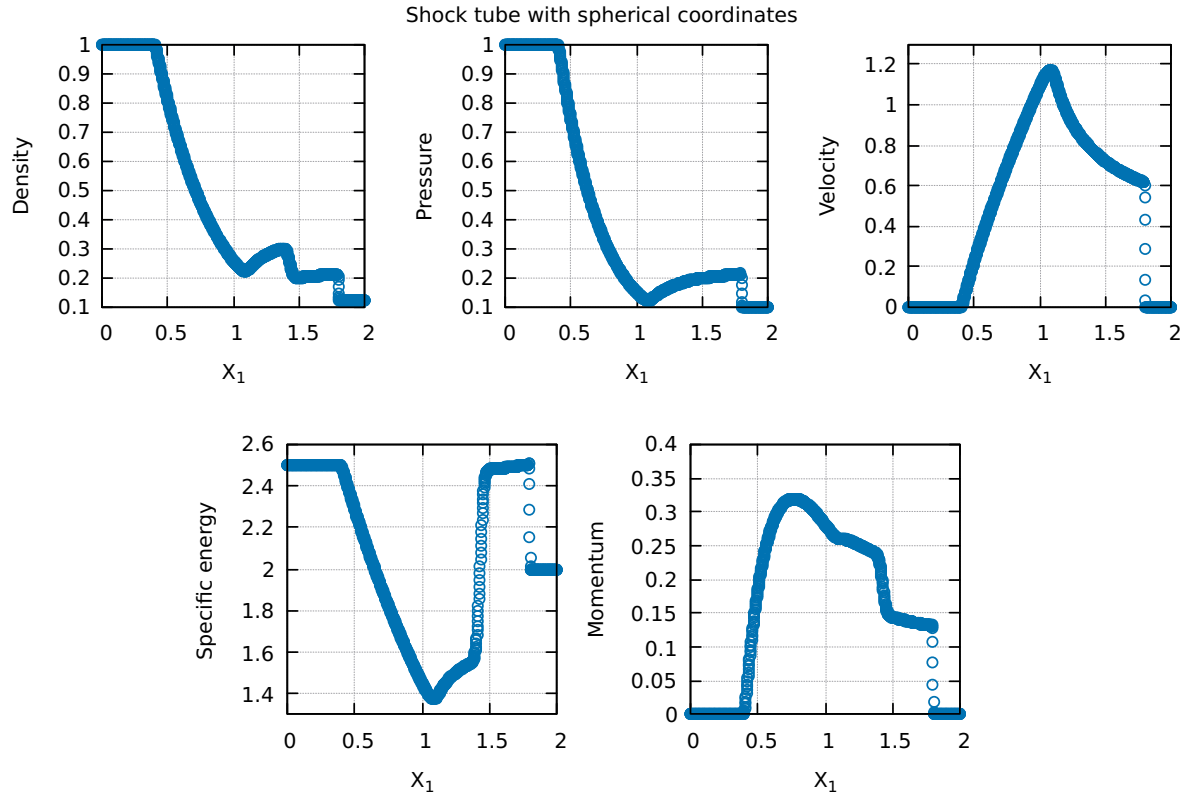 Shock tube with spherical coordinates
Density
1
0.9
0.8
0.7
0.6
0.5
0.4
0.3
0.2
0.1
0 0.5 1 1.5 2
X₁
Pressure
1
0.9
0.8
0.7
0.6
0.5
0.4
0.3
0.2
0.1
0 0.5 1 1.5 2
X₁
Velocity
1.2
1
0.8
0.6
0.4
0.2
0
0 0.5 1 1.5 2
X₁
Specific energy
2.6
2.4
2.2
2
1.8
1.6
1.4
0 0.5 1 1.5 2
X₁
Momentum
0.4
0.35
0.3
0.25
0.2
0.15
0.1
0.05
0
0 0.5 1 1.5 2
X₁